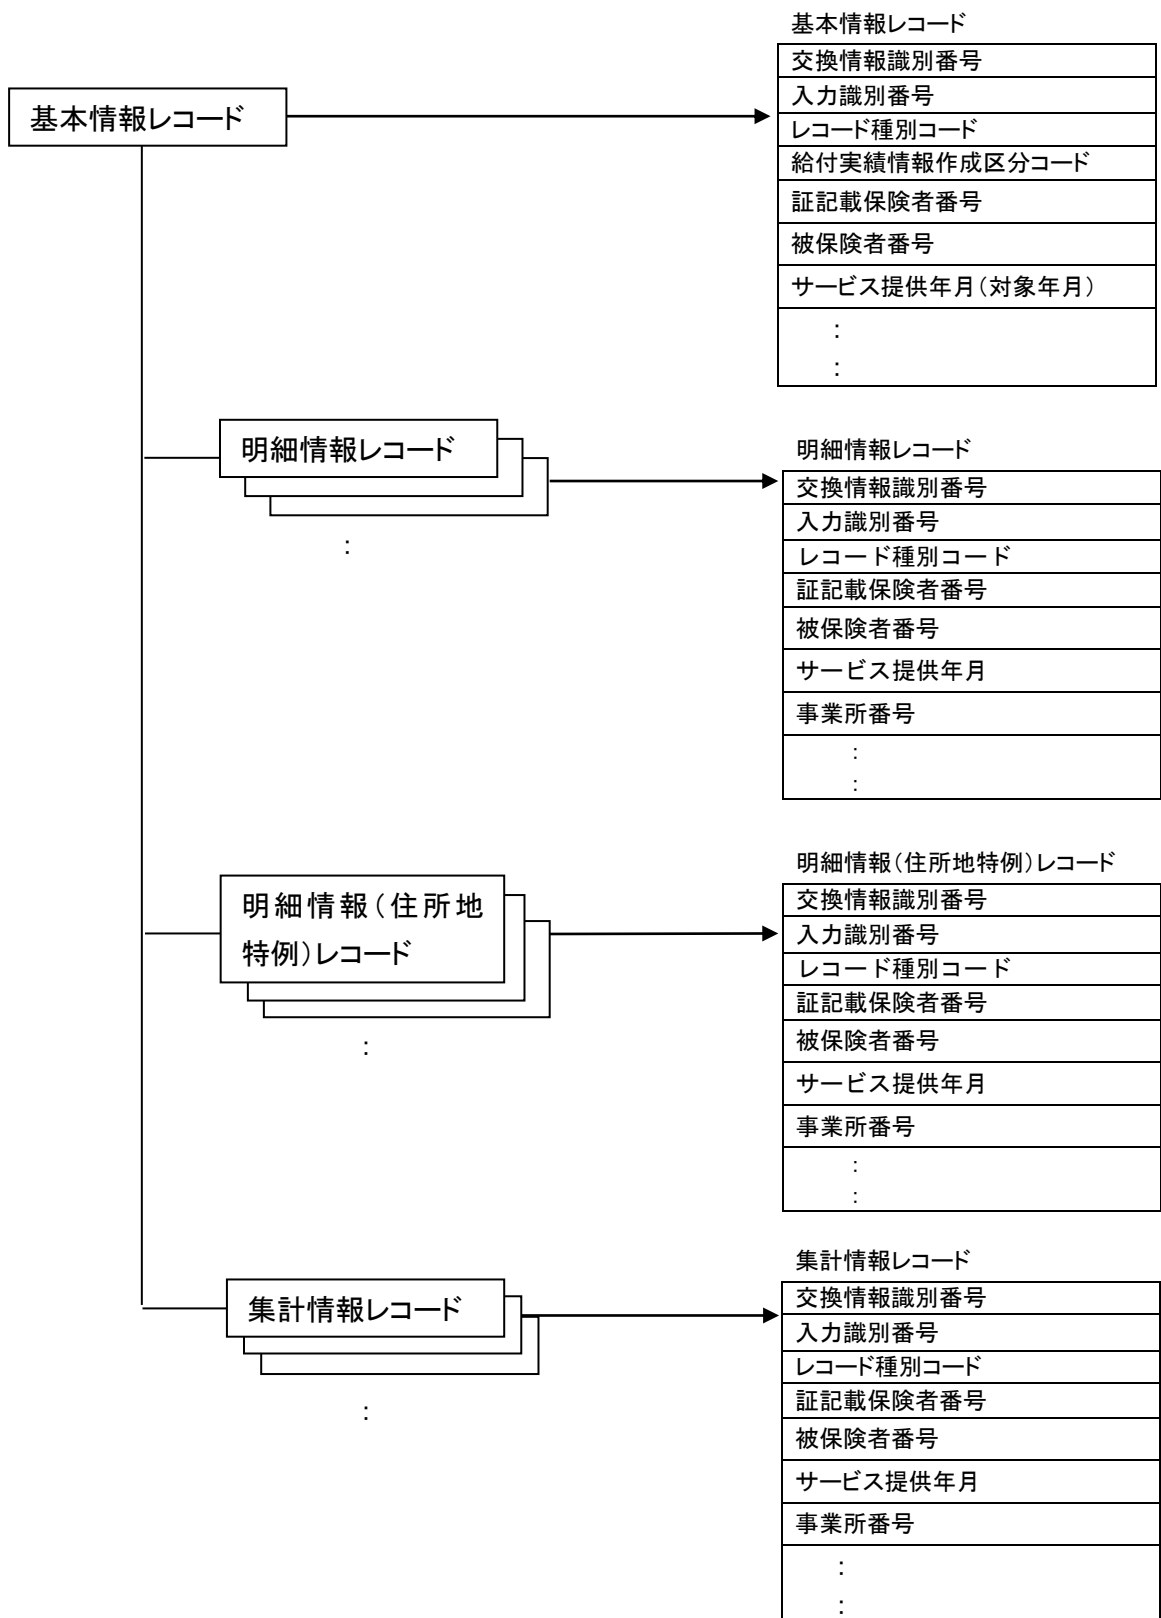 基本情報レコード
基本情報レコード
交換情報識別番号
入力識別番号
レコード種別コード
給付実績情報作成区分コード
証記載保険者番号
被保険者番号
サービス提供年月(対象年月)
:
:
明細情報レコード
:
明細情報レコード
交換情報識別番号
入力識別番号
レコード種別コード
証記載保険者番号
被保険者番号
サービス提供年月
事業所番号
:
:
明細情報(住所地
特例)レコード
:
明細情報(住所地特例)レコード
交換情報識別番号
入力識別番号
レコード種別コード
証記載保険者番号
被保険者番号
サービス提供年月
事業所番号
:
:
集計情報レコード
:
集計情報レコード
交換情報識別番号
入力識別番号
レコード種別コード
証記載保険者番号
被保険者番号
サービス提供年月
事業所番号
:
: